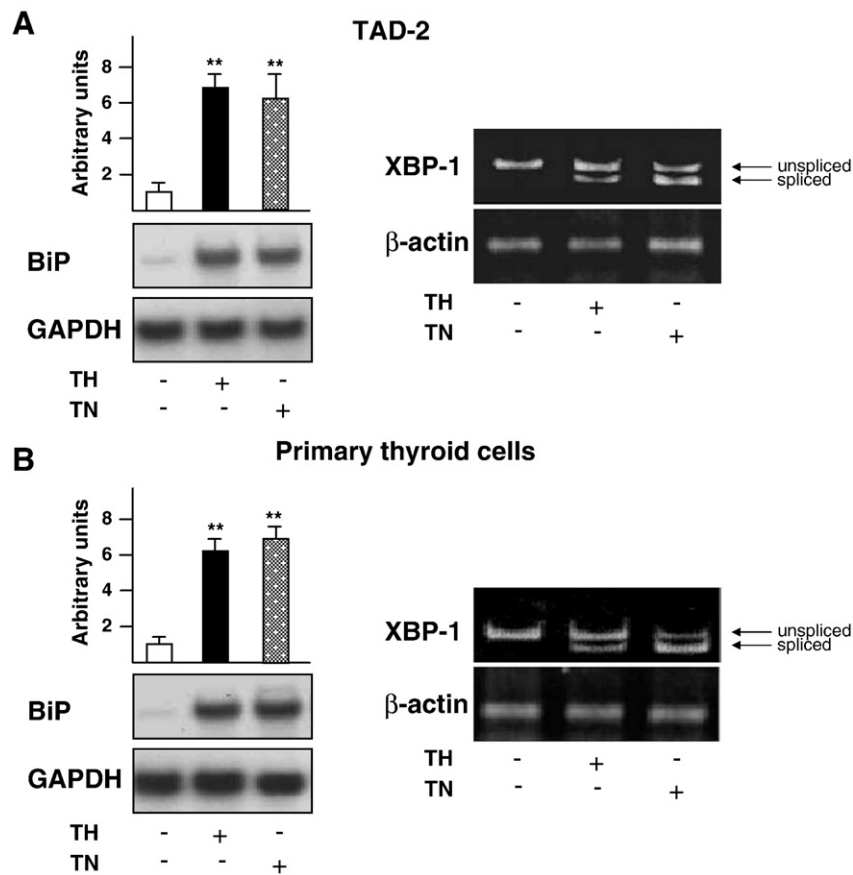 A
TAD-2
Arbitrary units
8
6
4
2
** **
BiP
GAPDH
TH - + -
TN - - +
XBP-1
unspliced
spliced
β-actin
TH - + -
TN - - +
B
Primary thyroid cells
Arbitrary units
8
6
4
2
** **
BiP
GAPDH
TH - + -
TN - - +
XBP-1
unspliced
spliced
β-actin
TH - + -
TN - - +